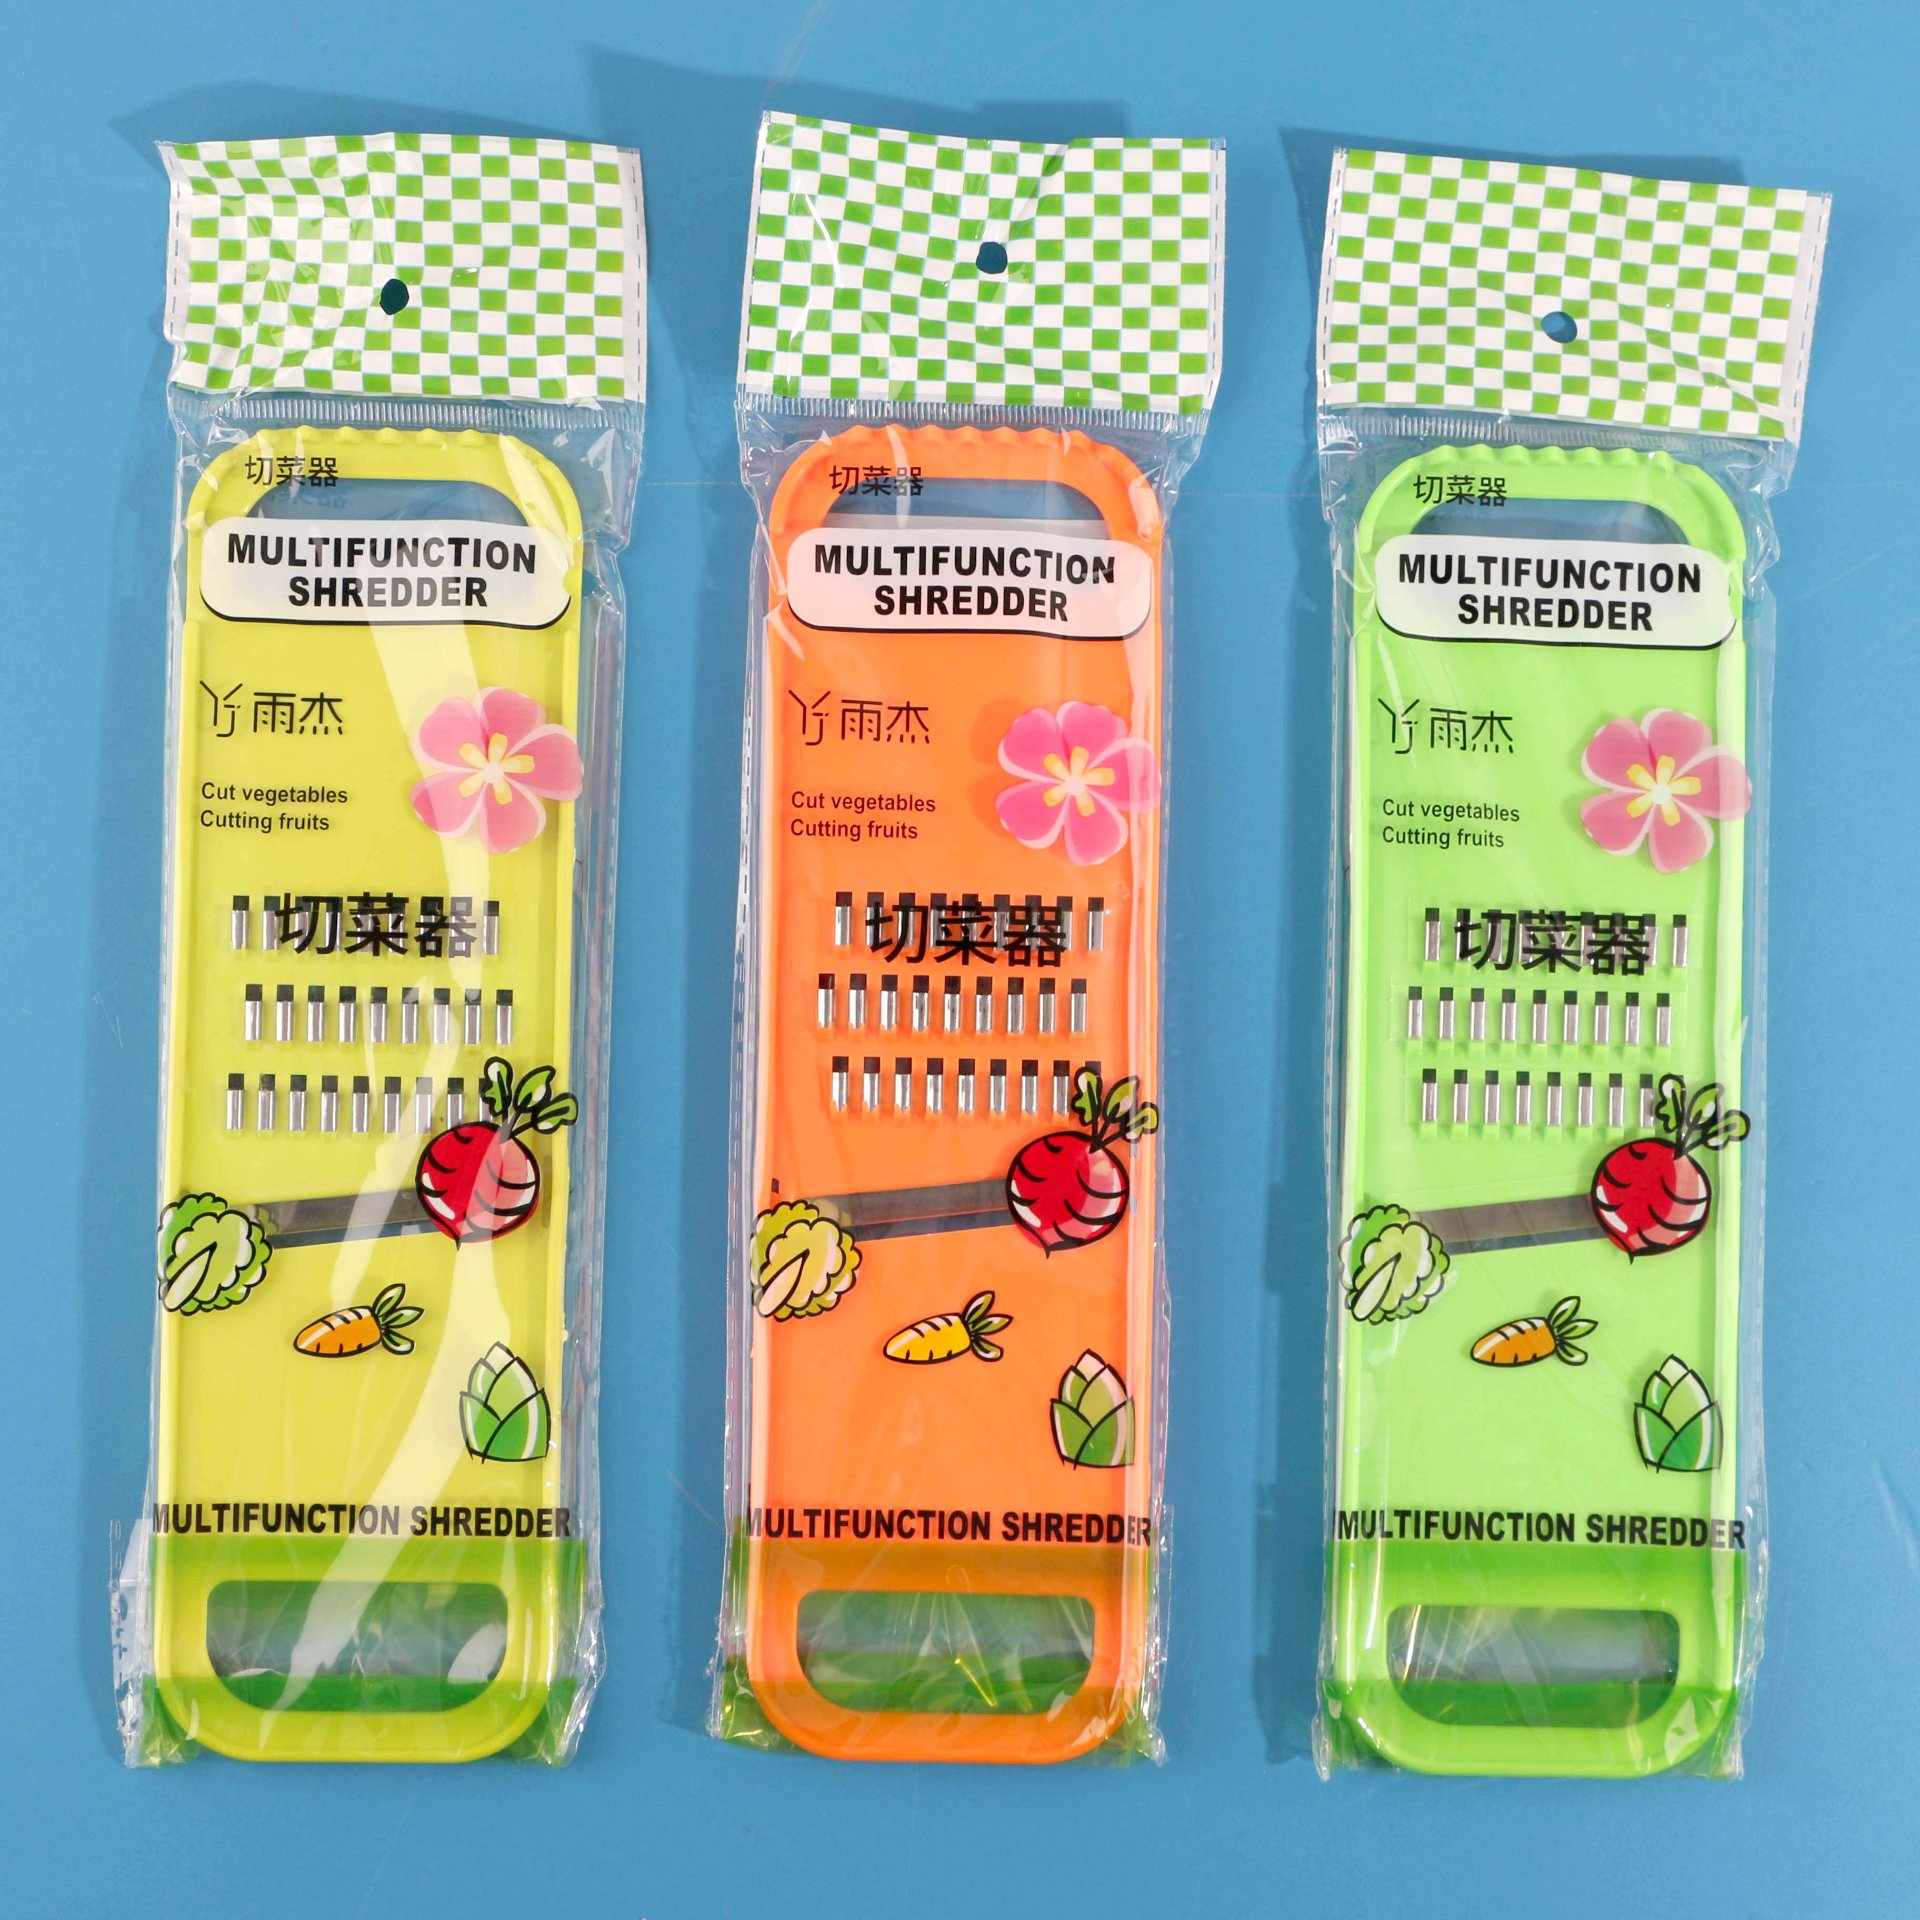 切菜器
MULTIFUNCTION
SHREDDER
雨杰
Cut vegetables
Cutting fruits
切菜器
MULTIFUNCTION SHREDDER
切菜器
MULTIFUNCTION
SHREDDER
雨杰
Cut vegetables
Cutting fruits
切菜器
MULTIFUNCTION SHREDDER
切菜器
MULTIFUNCTION
SHREDDER
雨杰
Cut vegetables
Cutting fruits
切菜器
MULTIFUNCTION SHREDDER